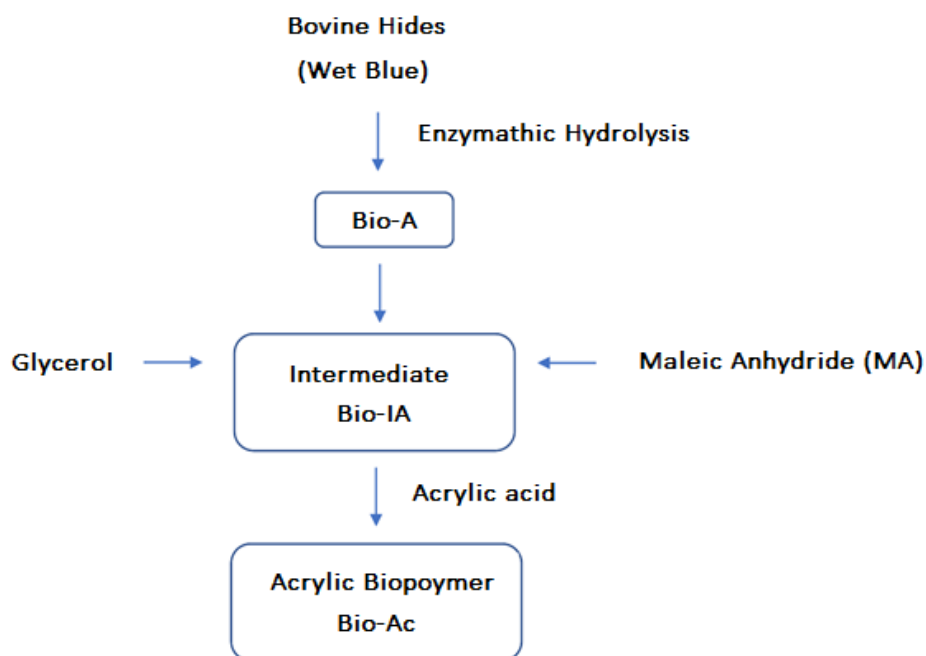 Bovine Hides
(Wet Blue)
Enzymathic Hydrolysis
Bio-A
Glycerol
Intermediate
Bio-IA
Maleic Anhydride (MA)
Acrylic acid
Acrylic Biopoymer
Bio-Ac